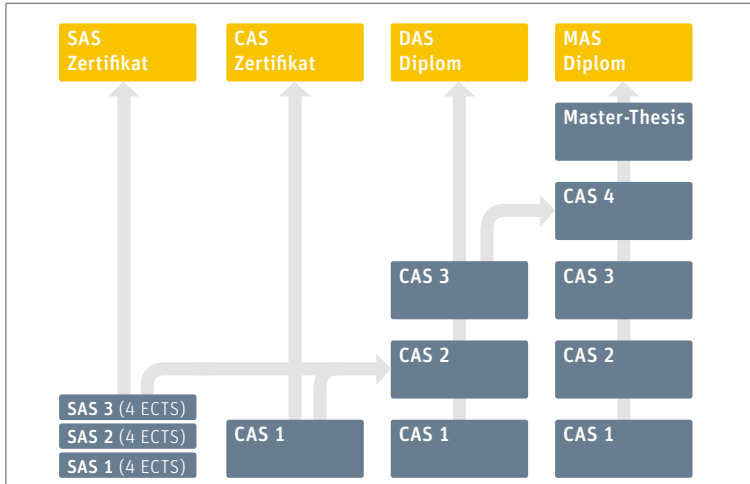 SAS
Zertifikat
CAS
Zertifikat
DAS
Diplom
MAS
Diplom
Master-Thesis
CAS 4
CAS 3
CAS 3
CAS 2
CAS 2
SAS 3 (4 ECTS)
SAS 2 (4 ECTS)
SAS 1 (4 ECTS)
CAS 1
CAS 1
CAS 1